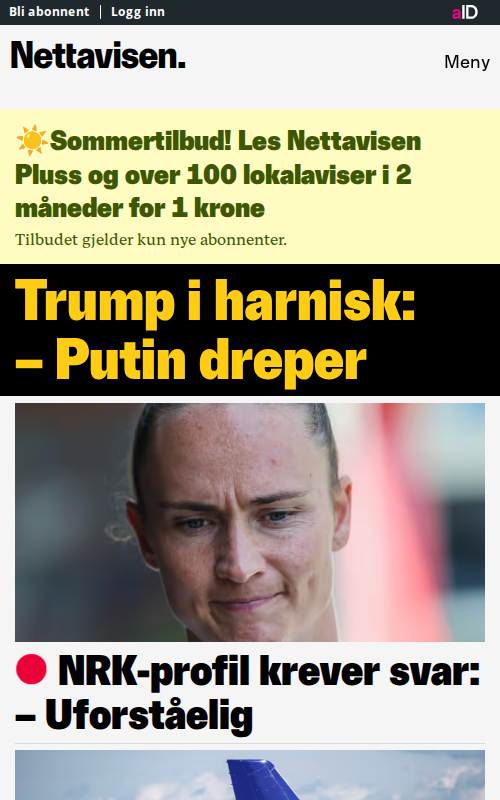 Bli abonnent | Logg inn
aID
Nettavisen.
Meny
☀️Sommertilbud! Les Nettavisen
Pluss og over 100 lokalaviser i 2
måneder for 1 krone
Tilbudet gjelder kun nye abonnenter.
Trump i harnisk:
– Putin dreper
🔴 NRK-profil krever svar:
– Uforståelig